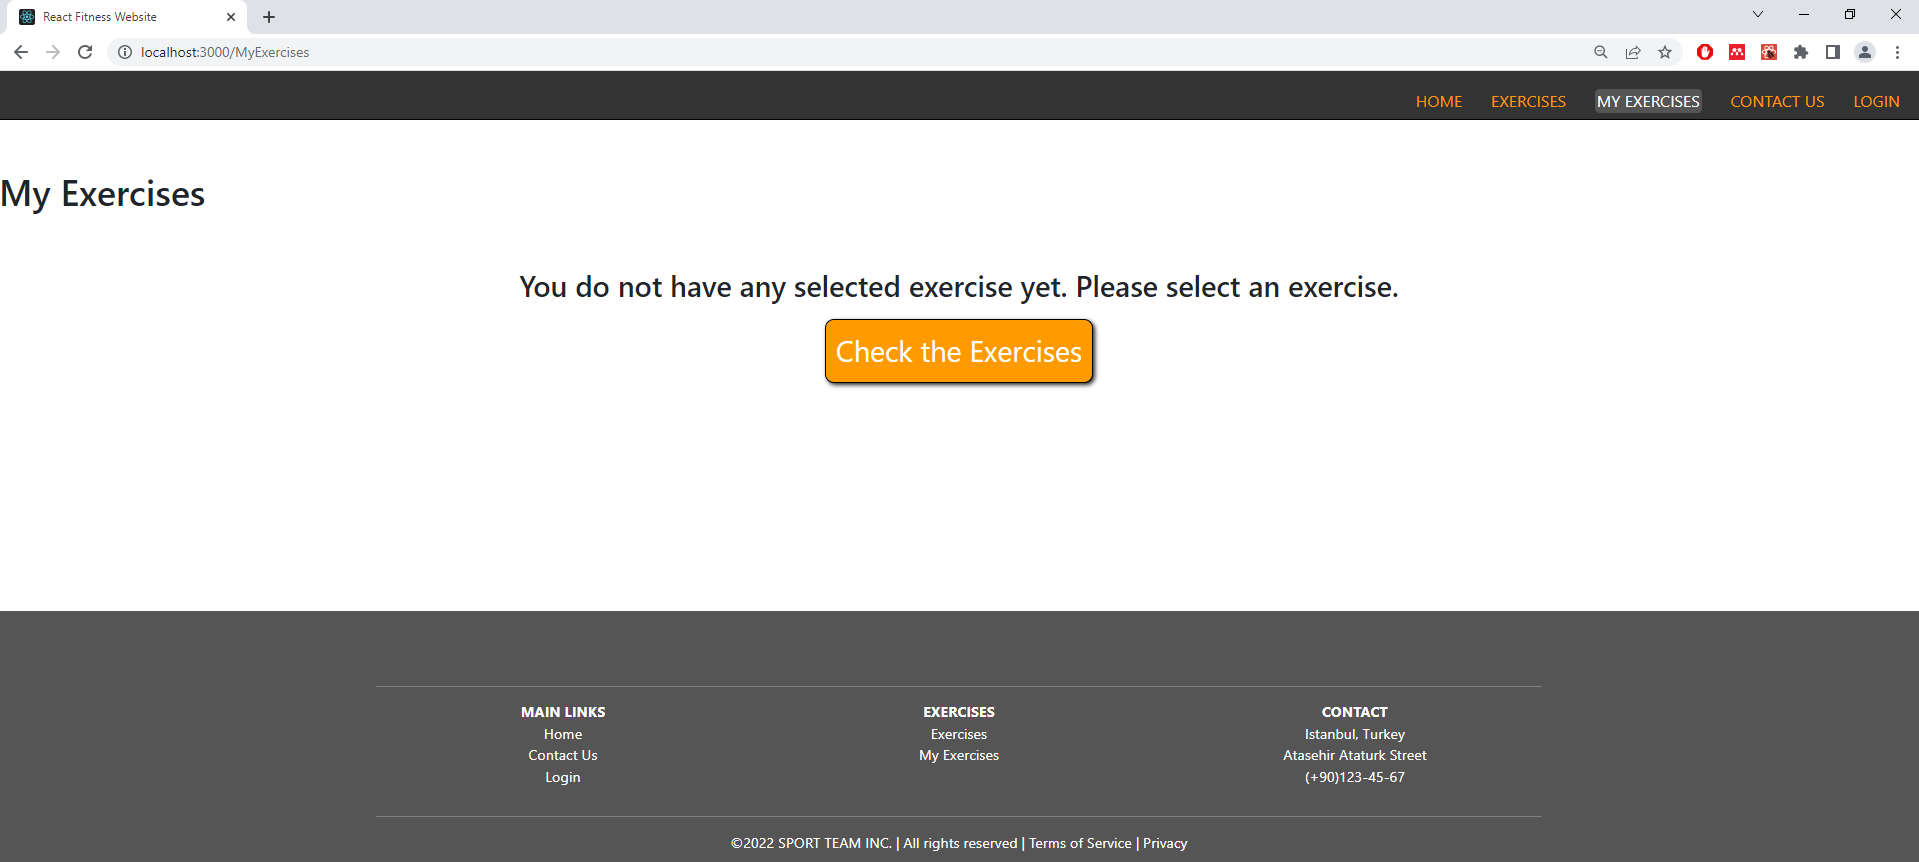 React Fitness Website
localhost:3000/MyExercises
HOME EXERCISES MY EXERCISES CONTACT US LOGIN
My Exercises
You do not have any selected exercise yet. Please select an exercise.
Check the Exercises
MAIN LINKS
Home
Contact Us
Login
EXERCISES
Exercises
My Exercises
CONTACT
Istanbul, Turkey
Atasehir Ataturk Street
(+90)123-45-67
©2022 SPORT TEAM INC. | All rights reserved | Terms of Service | Privacy